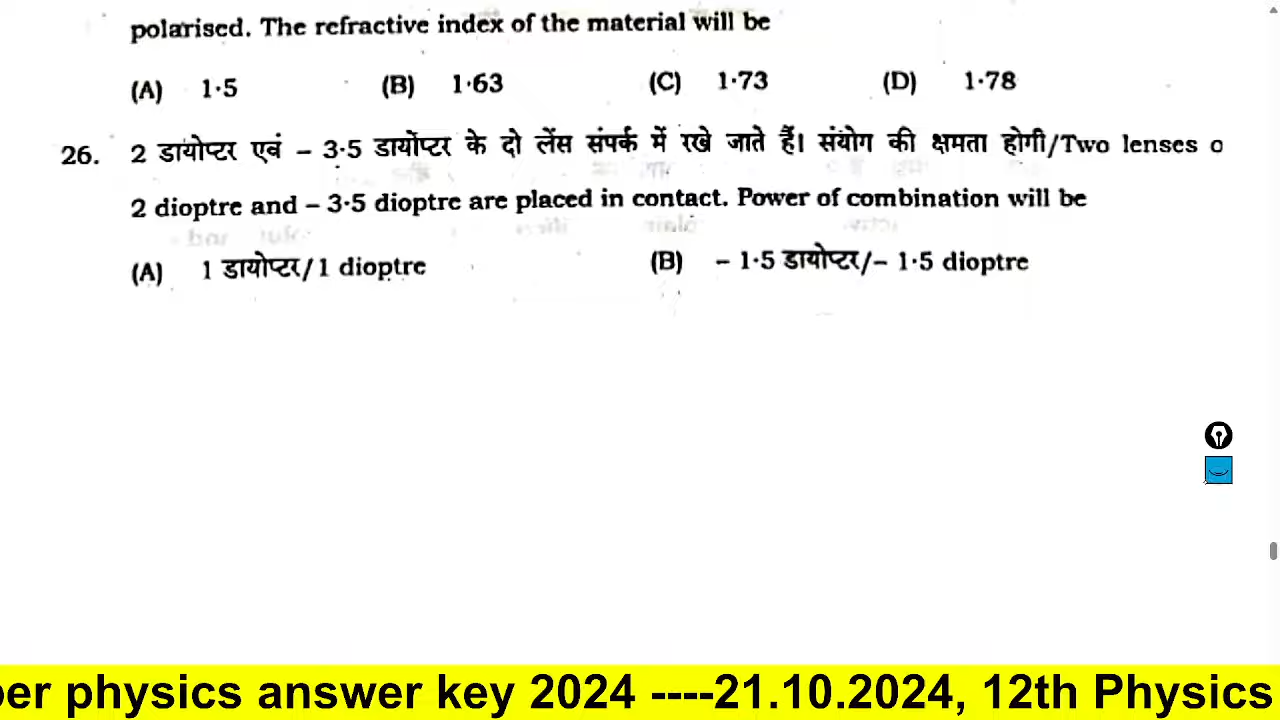 polarised. The refractive index of the material will be
(A) 1·5 (B) 1·63 (C) 1·73 (D) 1·78
26. 2 डायोप्टर एवं – 3·5 डायोप्टर के दो लेंस संपर्क में रखे जाते हैं। संयोग की क्षमता होगी/Two lenses o
2 dioptre and – 3·5 dioptre are placed in contact. Power of combination will be
(A) 1 डायोप्टर/1 dioptre (B) – 1·5 डायोप्टर/– 1·5 dioptre
per physics answer key 2024 ----21.10.2024, 12th Physics